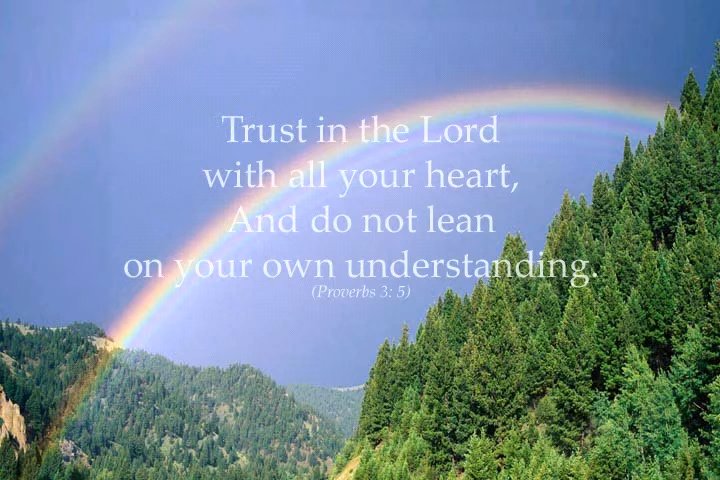 Trust in the Lord
with all your heart,
And do not lean
on your own understanding.
(Proverbs 3: 5)